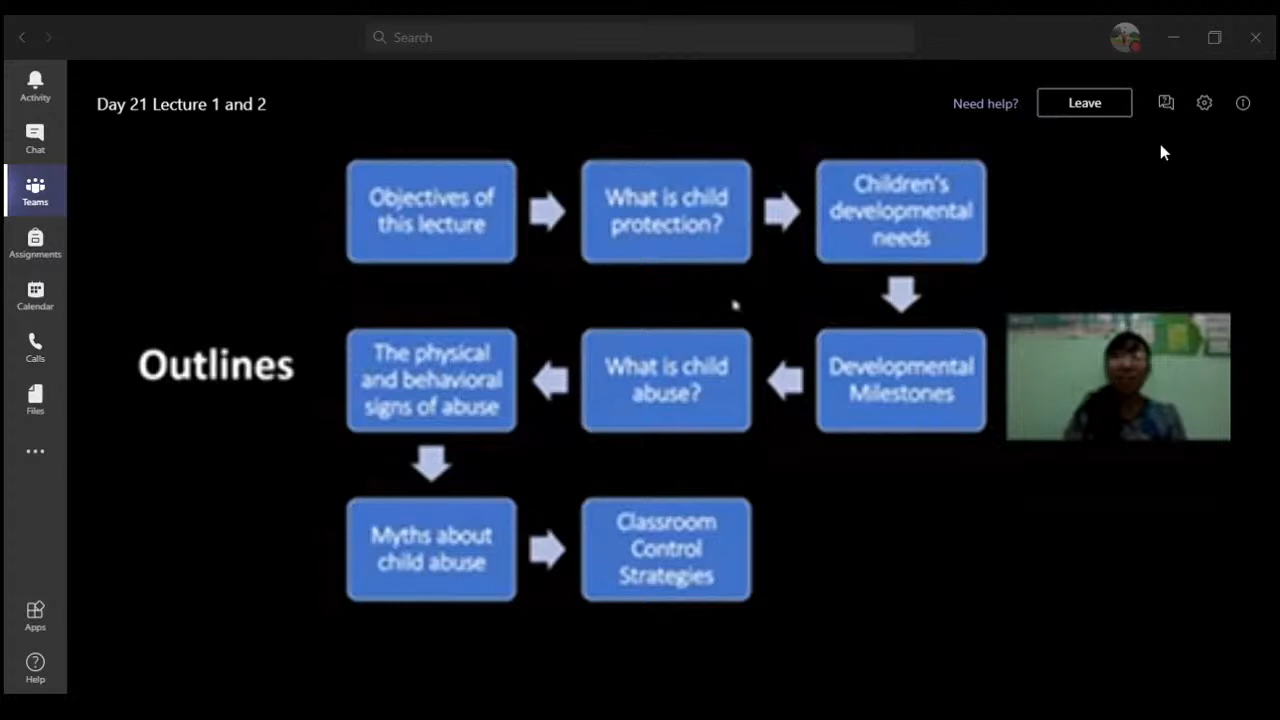 Search
Activity
Chat
Teams
Assignments
Calendar
Calls
Files
Apps
Help
Day 21 Lecture 1 and 2
Need help?
Leave
Outlines
Objectives of
this lecture
What is child
protection?
Children's
developmental
needs
Developmental
Milestones
What is child
abuse?
The physical
and behavioral
signs of abuse
Myths about
child abuse
Classroom
Control
Strategies